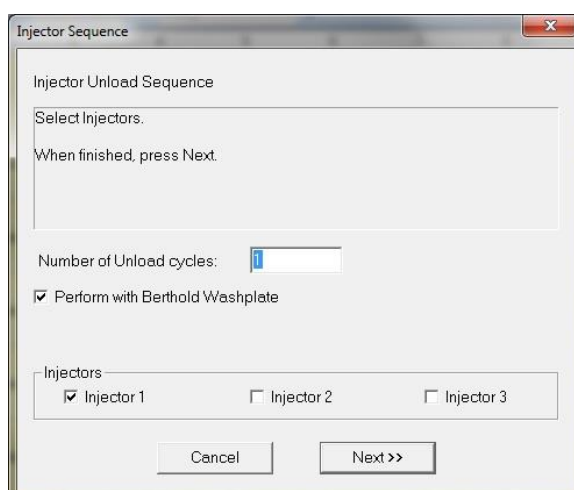 Injector Sequence
Injector Unload Sequence
Select Injectors.
When finished, press Next.
Number of Unload cycles: 1
Perform with Berthold Washplate
Injectors
Injector 1 Injector 2 Injector 3
Cancel Next >>